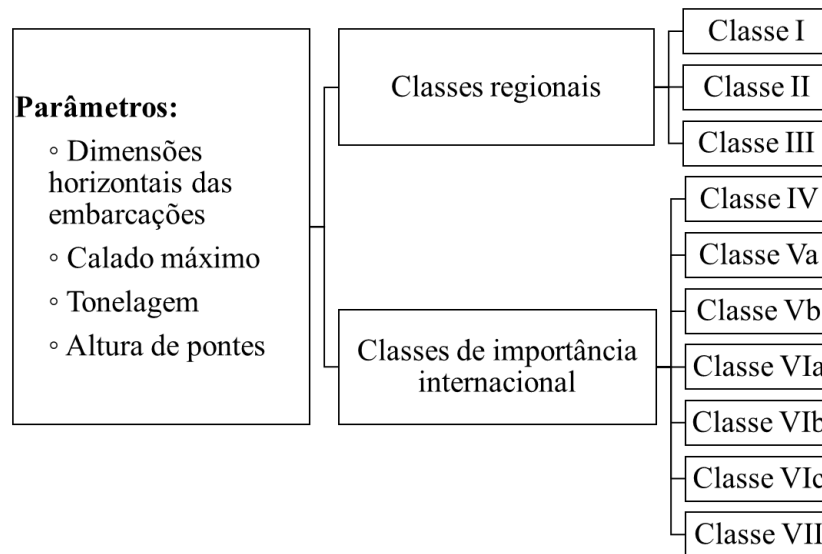 Parâmetros:
◦ Dimensões
horizontais das
embarcações
◦ Calado máximo
◦ Tonelagem
◦ Altura de pontes
Classes regionais
Classe I
Classe II
Classe III
Classes de importância
internacional
Classe IV
Classe Va
Classe Vb
Classe VIa
Classe VIb
Classe VIc
Classe VII